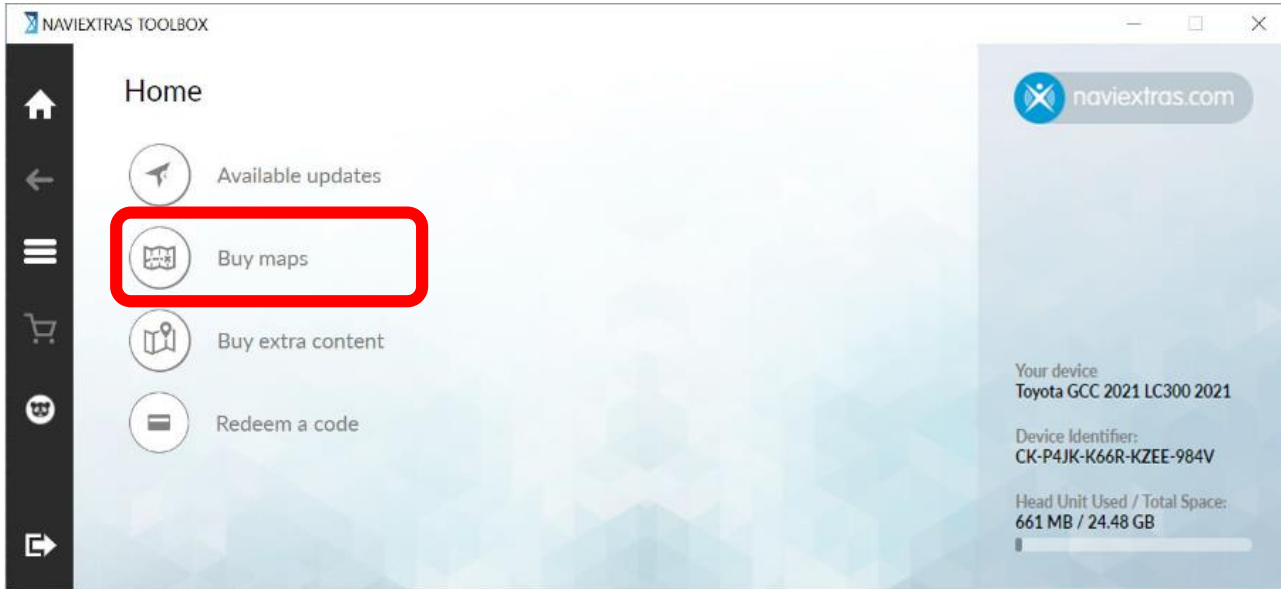 NAVIEXTRAS TOOLBOX
Home
naviextras.com
Available updates
Buy maps
Buy extra content
Redeem a code
Your device
Toyota GCC 2021 LC300 2021
Device Identifier:
CK-P4JK-K66R-KZEE-984V
Head Unit Used / Total Space:
661 MB / 24.48 GB